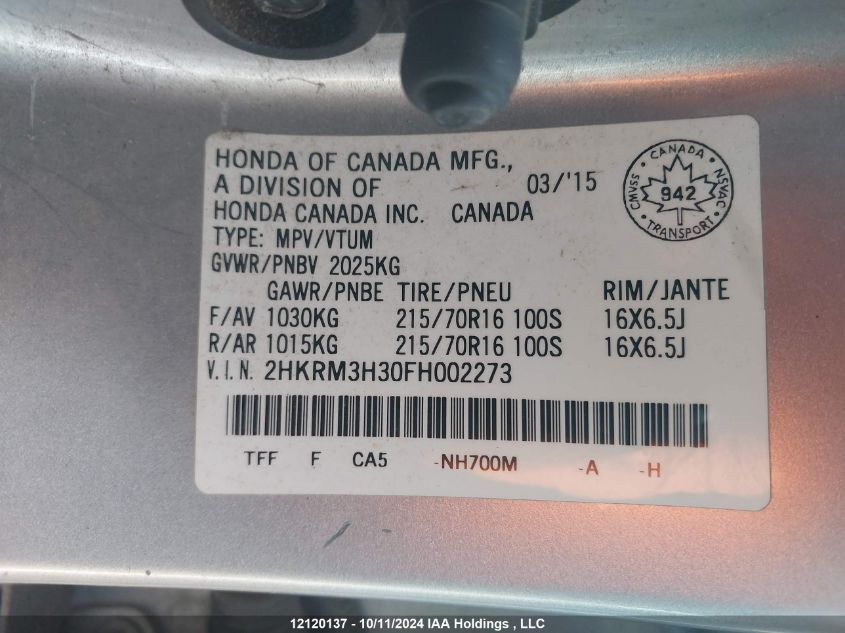 HONDA OF CANADA MFG.,
A DIVISION OF 03/'15
HONDA CANADA INC. CANADA
TYPE: MPV/VTUM
GVWR/PNBV 2025KG
GAWR/PNBE TIRE/PNEU RIM/JANTE
F/AV 1030KG 215/70R16 100S 16X6.5J
R/AR 1015KG 215/70R16 100S 16X6.5J
V.I.N. 2HKRM3H30FH002273
TFF F CA5 -NH700M -A -H
CANADA
CMVSS 942 NSVAC
TRANSPORT
12120137 - 10/11/2024 IAA Holdings , LLC